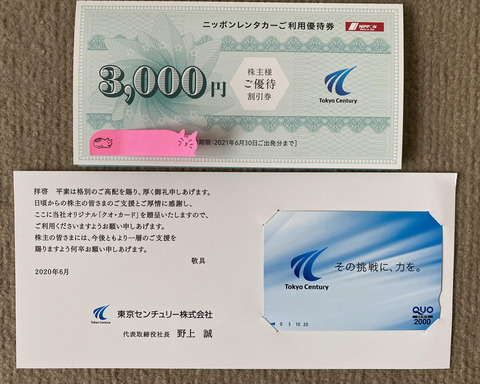 ニッポンレンタカーご利用優待券
NIPPON
3,000円
株主様
ご優待
割引券
Tokyo Century
期限：2021年6月30日ご出発分まで］
拝啓　平素は格別のご高配を賜り、厚く御礼申しあげます。
日頃からの株主の皆さまのご支援とご厚情に感謝し、
ここに当社オリジナル「クオ・カード」を贈呈いたしますので、
ご利用くださいますようお願い申しあげます。
株主の皆さまには、今後ともより一層のご支援を
賜りますよう何卒お願い申しあげます。
敬具
2020年6月
Tokyo Century
東京センチュリー株式会社
代表取締役社長　野上　誠
Tokyo Century
その挑戦に、力を。
0 5 10 20
QUO
CARD
2000